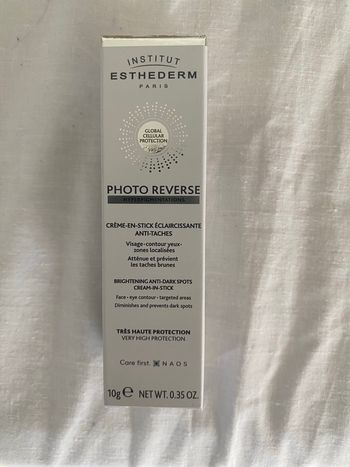 INSTITUT
ESTHEDERM
PARIS
GLOBAL
CELLULAR
PROTECTION
PHOTO REVERSE
HYPERPIGMENTATIONS
CRÈME-EN-STICK ÉCLAIRCISSANTE
ANTI-TACHES
Visage-contour yeux-
zones localisées
Atténue et prévient
les taches brunes
BRIGHTENING ANTI-DARK SPOTS
CREAM-IN-STICK
Face - eye contour - targeted areas
Diminishes and prevents dark spots
TRÈS HAUTE PROTECTION
VERY HIGH PROTECTION
Care first. NAOS
10g e NET WT. 0.35 OZ.